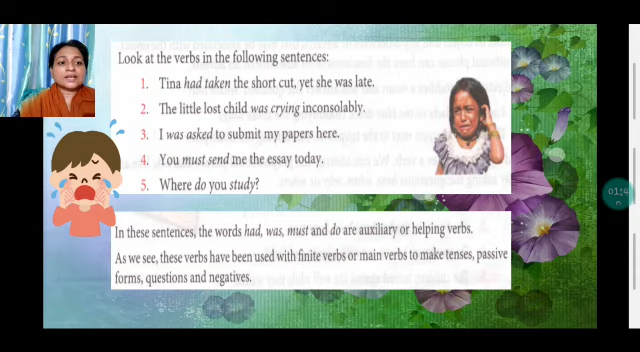 Look at the verbs in the following sentences:
1. Tina had taken the short cut, yet she was late.
2. The little lost child was crying inconsolably.
3. I was asked to submit my papers here.
4. You must send me the essay today.
5. Where do you study?
In these sentences, the words had, was, must and do are auxiliary or helping verbs.
As we see, these verbs have been used with finite verbs or main verbs to make tenses, passive
forms, questions and negatives.